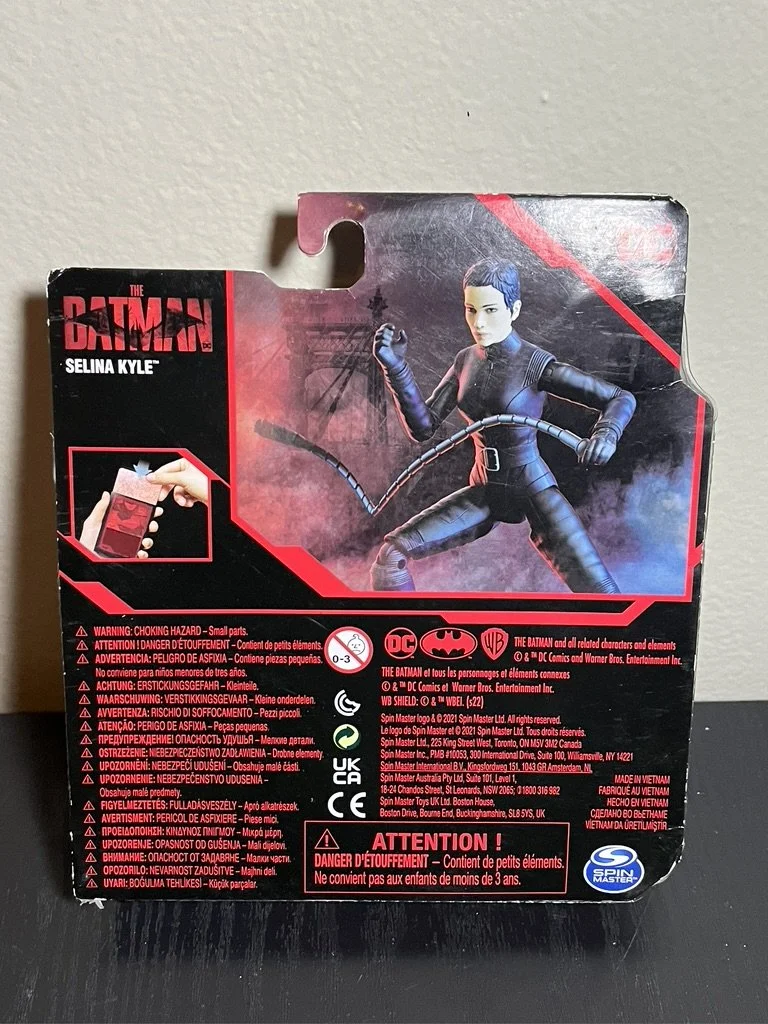 THE
BATMAN
SELINA KYLE™
DC
⚠ WARNING: CHOKING HAZARD – Small parts.
⚠ ATTENTION ! DANGER D'ÉTOUFFEMENT – Contient de petits éléments.
⚠ ADVERTENCIA: PELIGRO DE ASFIXIA – Contiene piezas pequeñas.
No conviene para niños menores de tres años.
⚠ ACHTUNG: ERSTICKUNGSGEFAHR – Kleinteile.
⚠ WAARSCHUWING: VERSTIKKINGSGEVAAR – Kleine onderdelen.
⚠ AVVERTENZA: RISCHIO DI SOFFOCAMENTO – Pezzi piccoli.
⚠ ATENÇÃO: PERIGO DE ASFIXIA – Peças pequenas.
⚠ ПРЕДУПРЕЖДЕНИЕ! ОПАСНОСТЬ УДУШЬЯ – Мелкие детали.
⚠ OSTRZEŻENIE: NIEBEZPIECZEŃSTWO ZADŁAWIENIA – Drobne elementy.
⚠ UPOZORNĚNÍ: NEBEZPEČÍ UDUŠENÍ – Obsahuje malé části.
⚠ UPOZORNENIE: NEBEZPEČENSTVO UDUSENIA –
Obsahuje malé predmety.
⚠ FIGYELMEZTETÉS: FULLADÁSVESZÉLY – Apró alkatrészek.
⚠ AVERTISMENT: PERICOL DE ASFIXIERE – Piese mici.
⚠ ΠΡΟΕΙΔΟΠΟΙΗΣΗ: ΚΙΝΔΥΝΟΣ ΠΝΙΓΜΟΥ – Μικρά μέρη.
⚠ UPOZORENJE: OPASNOST OD GUŠENJA – Mali dijelovi.
⚠ ВНИМАНИЕ: ОПАСНОСТ ОТ ЗАДАВЯНЕ – Малки части.
⚠ OPOZORILO: NEVARNOST ZADUŠITVE – Majhni deli.
⚠ UYARI: BOĞULMA TEHLİKESİ – Küçük parçalar.
0-3
UK
CA
CE
DC
WB
THE BATMAN and all related characters and elements
© & ™ DC Comics and Warner Bros. Entertainment Inc.
THE BATMAN et tous les personnages et éléments connexes
© & ™ DC Comics et Warner Bros. Entertainment Inc.
WB SHIELD: © & ™ WBEI. (s22)
Spin Master logo & © 2021 Spin Master Ltd. All rights reserved.
Le logo de Spin Master et © 2021 Spin Master Ltd. Tous droits réservés.
Spin Master Ltd., 225 King Street West, Toronto, ON M5V 3M2 Canada
Spin Master Inc., PMB #10053, 300 International Drive, Suite 100, Williamsville, NY 14221
Spin Master International B.V., Kingsfordweg 151, 1043 GR Amsterdam, NL
Spin Master Australia Pty Ltd, Suite 101, Level 1,
18-24 Chandos Street, St Leonards, NSW 2065; 1800 316 982
Spin Master Toys UK Ltd. Boston House,
Boston Drive, Bourne End, Buckinghamshire, SL8 5YS, UK
MADE IN VIETNAM
FABRIQUÉ AU VIETNAM
HECHO EN VIETNAM
СДЕЛАНО ВО ВЬЕТНАМЕ
VİETNAM'DA ÜRETİLMİŞTİR.
⚠ ATTENTION !
DANGER D'ÉTOUFFEMENT – Contient de petits éléments.
Ne convient pas aux enfants de moins de 3 ans.
SPIN
MASTER™